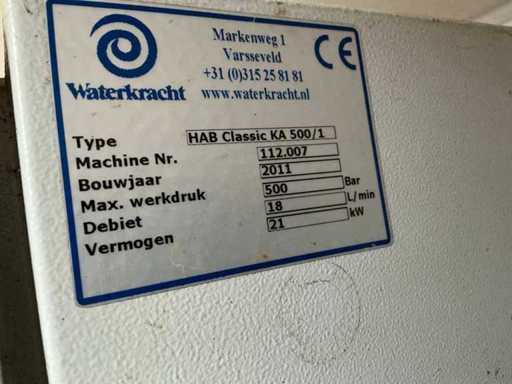 Waterkracht
Markenweg 1
Varsseveld
+31 (0)315 25 81 81
www.waterkracht.nl
CE
Type HAB Classic KA 500/1
Machine Nr. 112.007
Bouwjaar 2011
Max. werkdruk 500 Bar
Debiet 18 L/min
Vermogen 21 kW